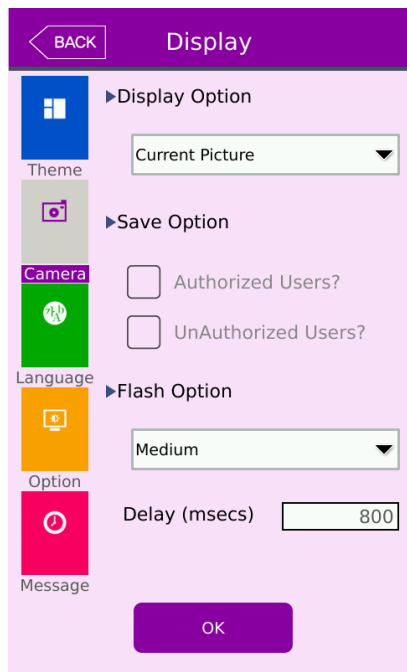 BACK
Display
Theme
Camera
Language
Option
Message
Display Option
Current Picture
Save Option
Authorized Users?
UnAuthorized Users?
Flash Option
Medium
Delay (msecs)
800
OK